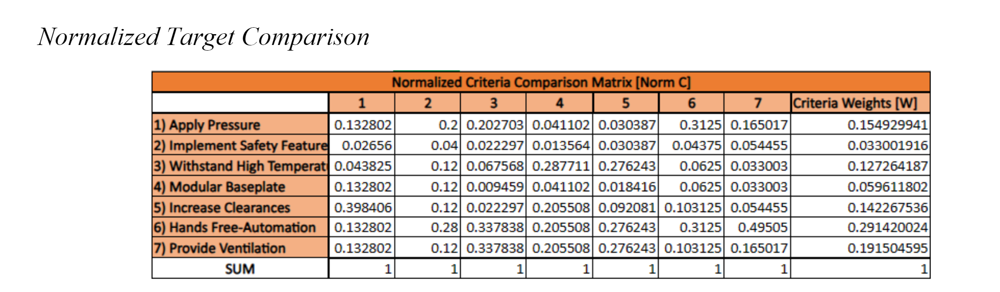 Normalized Target Comparison
Normalized Criteria Comparison Matrix [Norm C]
1 2 3 4 5 6 7 Criteria Weights [W]
1) Apply Pressure 0.132802 0.2 0.202703 0.041102 0.030387 0.3125 0.165017 0.154929941
2) Implement Safety Feature 0.02656 0.04 0.022297 0.013564 0.030387 0.04375 0.054455 0.033001916
3) Withstand High Temperat 0.043825 0.12 0.067568 0.287711 0.276243 0.0625 0.033003 0.127264187
4) Modular Baseplate 0.132802 0.12 0.009459 0.041102 0.018416 0.0625 0.033003 0.059611802
5) Increase Clearances 0.398406 0.12 0.022297 0.205508 0.092081 0.103125 0.054455 0.142267536
6) Hands Free-Automation 0.132802 0.28 0.337838 0.205508 0.276243 0.3125 0.49505 0.291420024
7) Provide Ventilation 0.132802 0.12 0.337838 0.205508 0.276243 0.103125 0.165017 0.191504595
SUM 1 1 1 1 1 1 1 1